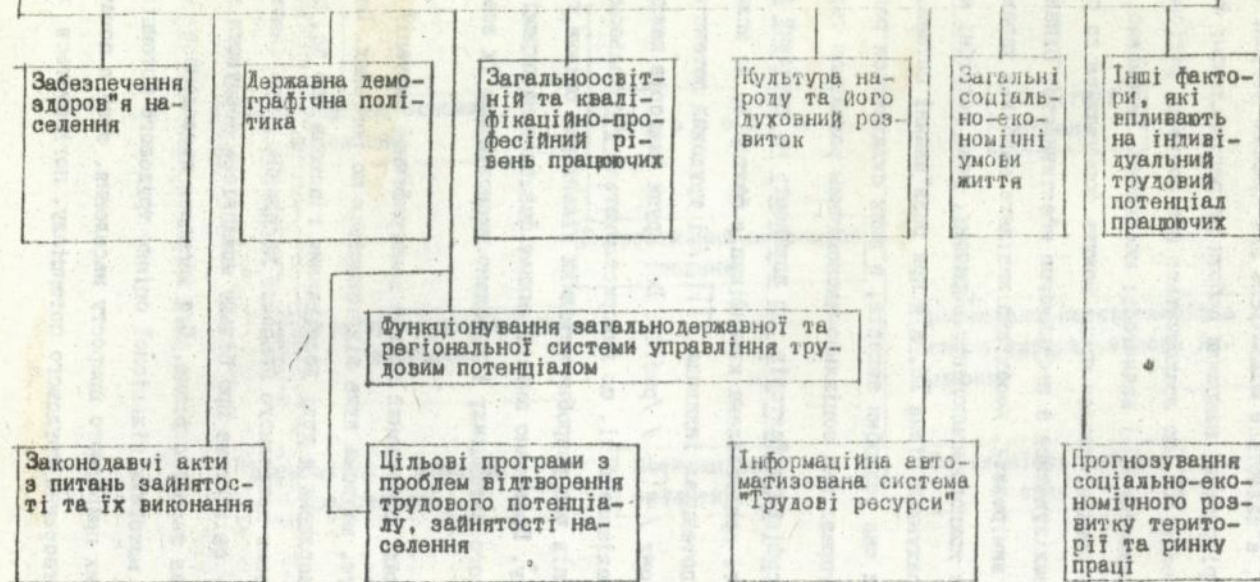 Забезпечення
здоров"я на-
селення
Державна демо-
графічна полі-
тика
Загальноосвіт-
ній та квалі-
фікаційно-про-
фесійний рі-
вень працюючих
Культура на-
роду та його
духовний роз-
виток
Загальні
соціаль-
но-еко-
номічні
умови
життя
Інші факто-
ри, які
впливають
на індиві-
дуальний
трудовий
потенціал
працюючих
Функціонування загальнодержавної та
регіональної системи управління тру-
довим потенціалом
Законодавчі акти
з питань зайнятос-
ті та їх виконання
Цільові програми з
проблем відтворення
трудового потенціа-
лу, зайнятості на-
селення
Інформаційна авто-
матизована система
"Трудові ресурси"
Прогнозування
соціально-еко-
номічного роз-
витку терито-
рії та ринку
праці